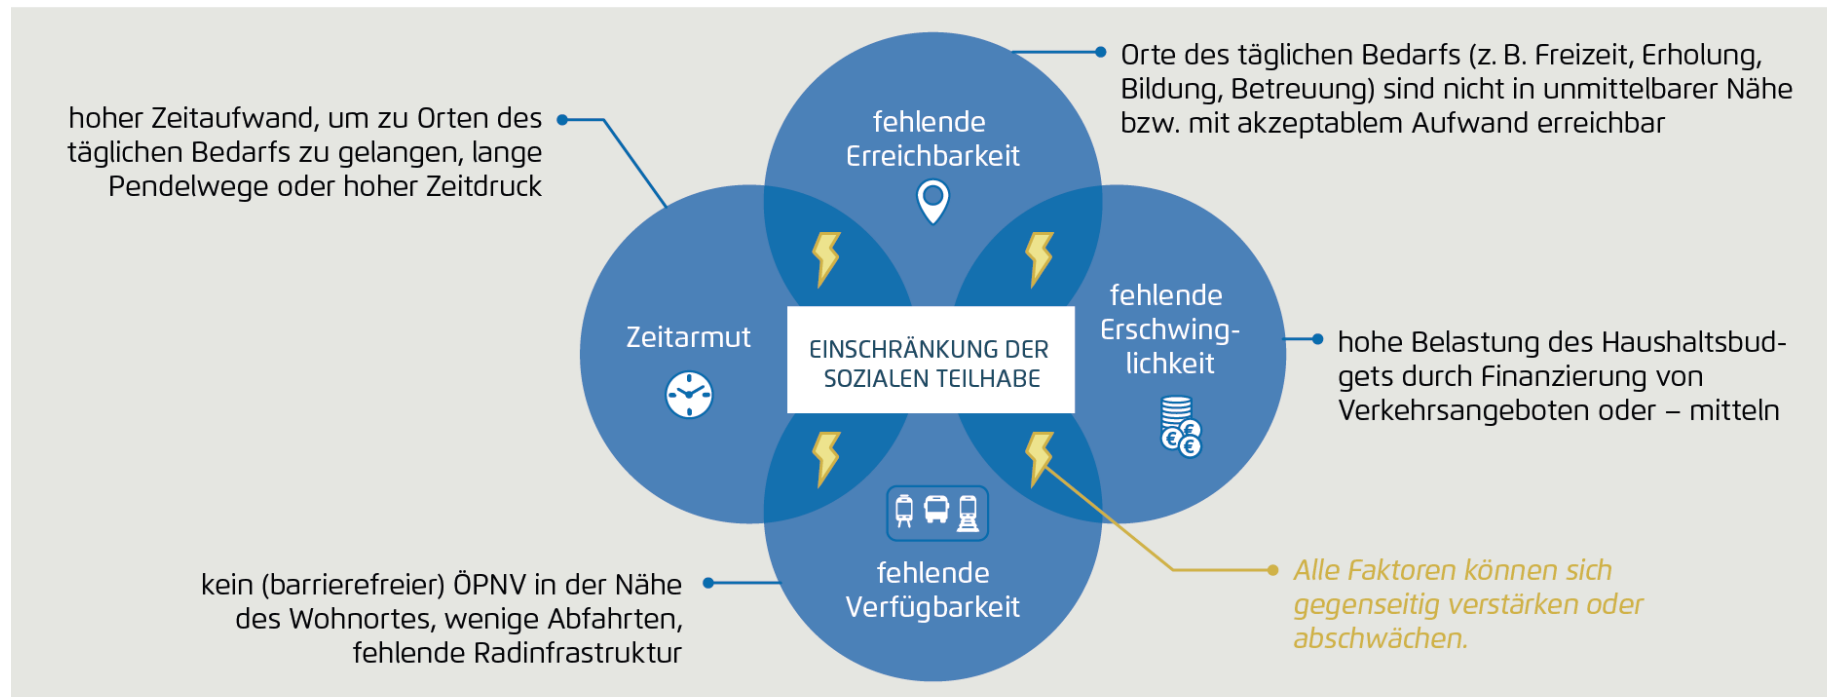 Orte des täglichen Bedarfs (z. B. Freizeit, Erholung,
Bildung, Betreuung) sind nicht in unmittelbarer Nähe
bzw. mit akzeptablem Aufwand erreichbar
hoher Zeitaufwand, um zu Orten des
täglichen Bedarfs zu gelangen, lange
Pendelwege oder hoher Zeitdruck
fehlende
Erreichbarkeit
Zeitarmut
EINSCHRÄNKUNG DER
SOZIALEN TEILHABE
fehlende
Erschwing-
lichkeit
hohe Belastung des Haushaltsbud-
gets durch Finanzierung von
Verkehrsangeboten oder – mitteln
€
€
€
fehlende
Verfügbarkeit
kein (barrierefreier) ÖPNV in der Nähe
des Wohnortes, wenige Abfahrten,
fehlende Radinfrastruktur
Alle Faktoren können sich
gegenseitig verstärken oder
abschwächen.